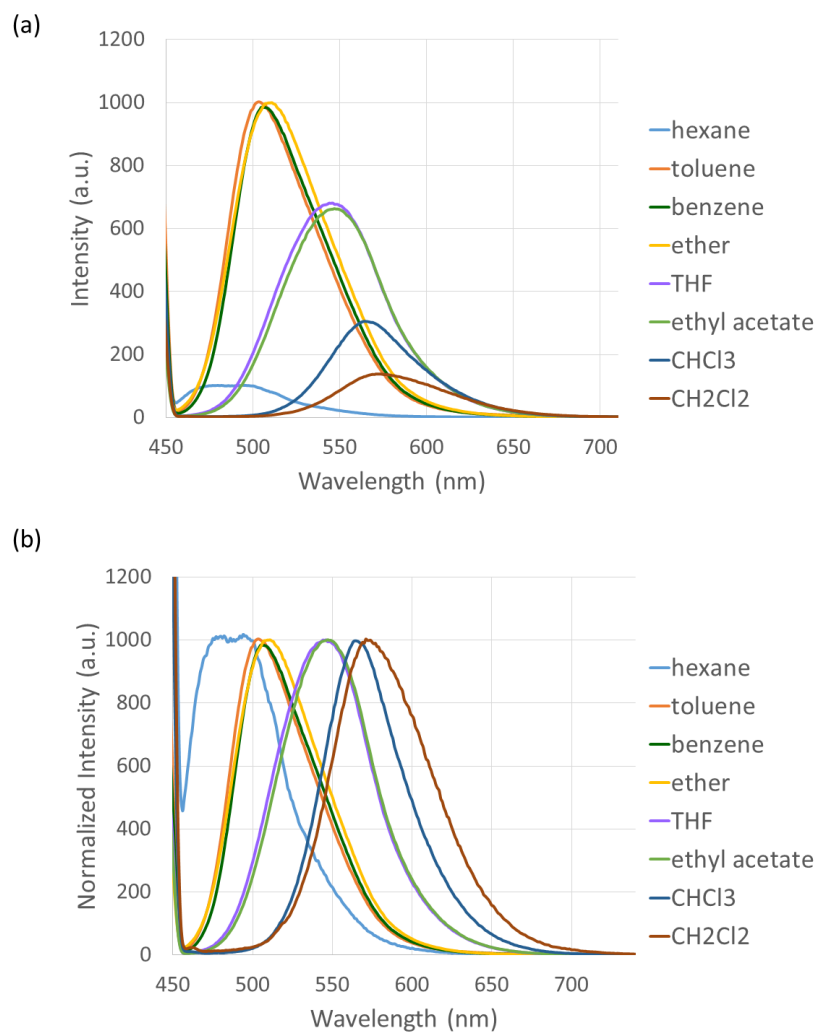 (a)
1200
1000
800
600
400
200
0
450 500 550 600 650 700
Intensity (a.u.)
Wavelength (nm)
hexane
toluene
benzene
ether
THF
ethyl acetate
CHCl3
CH2Cl2
(b)
1200
1000
800
600
400
200
0
450 500 550 600 650 700
Normalized Intensity (a.u.)
Wavelength (nm)
hexane
toluene
benzene
ether
THF
ethyl acetate
CHCl3
CH2Cl2